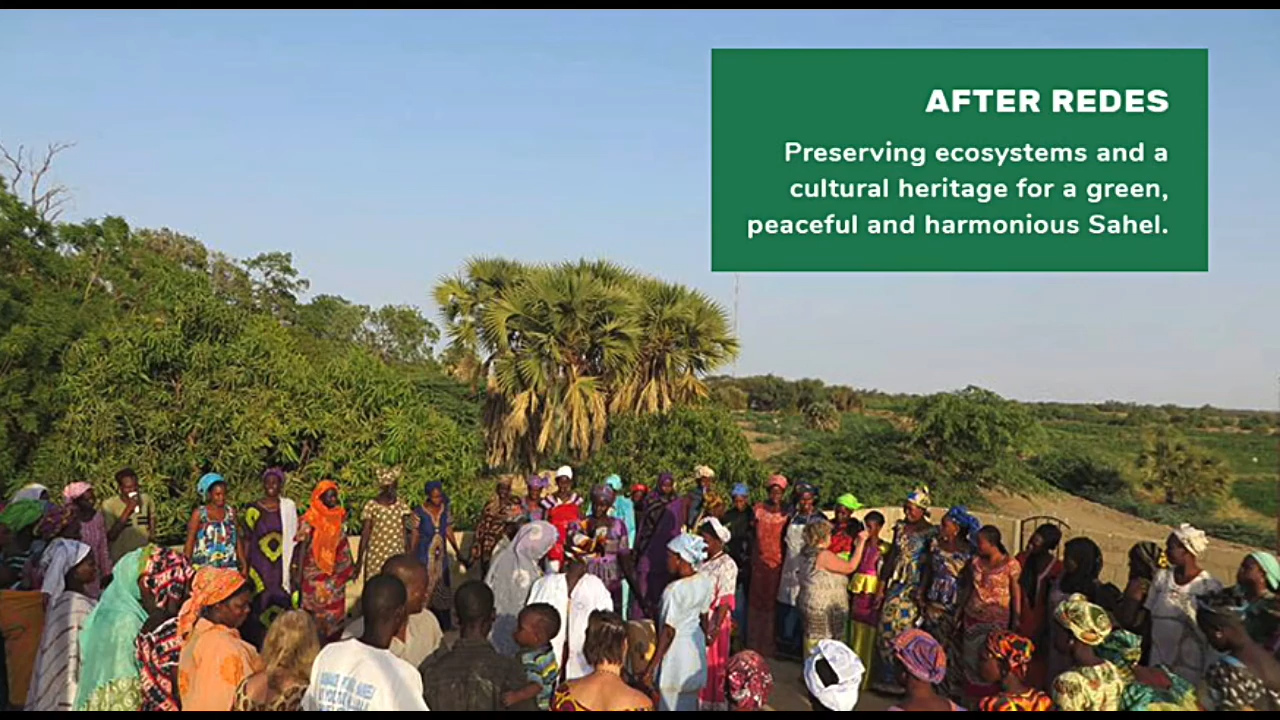 AFTER REDES
Preserving ecosystems and a
cultural heritage for a green,
peaceful and harmonious Sahel.